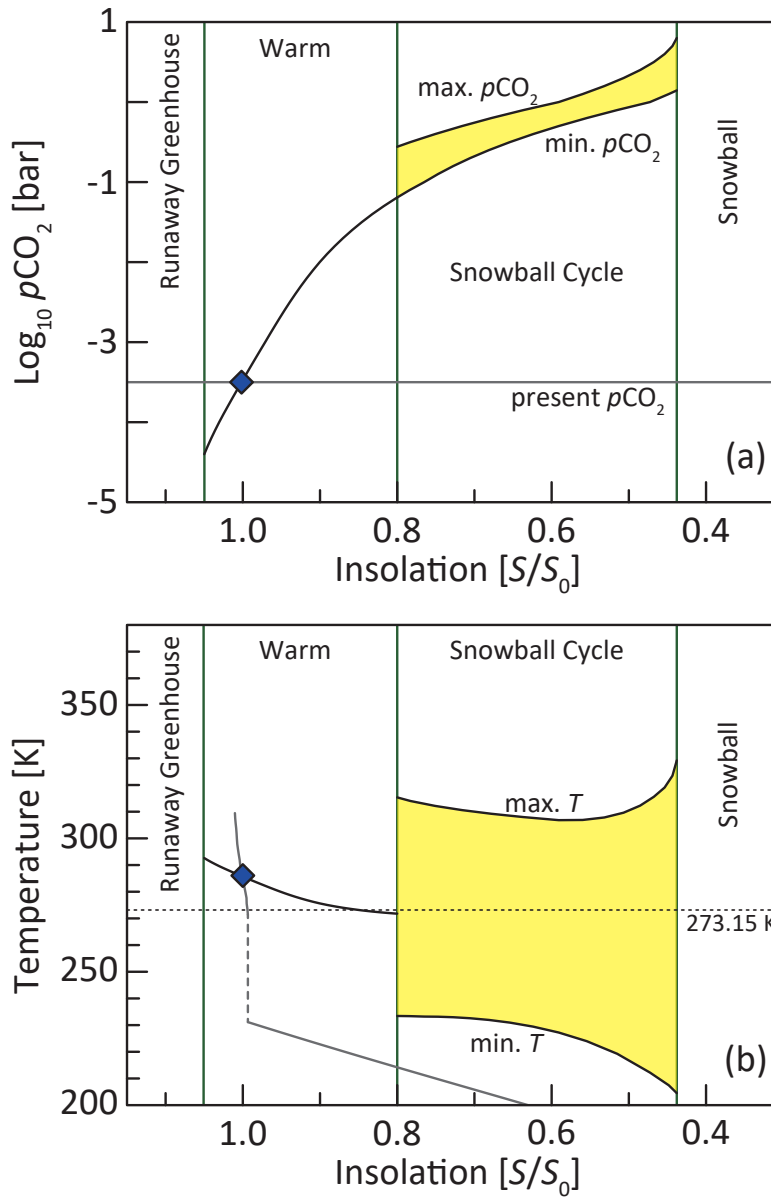 1
-1
-3
-5
Log10 pCO2 [bar]
Runaway Greenhouse
Warm
max. pCO2
min. pCO2
Snowball
Snowball Cycle
present pCO2
(a)
1.0 0.8 0.6 0.4
Insolation [S/S0]
350
300
250
200
Temperature [K]
Runaway Greenhouse
Warm
Snowball Cycle
Snowball
max. T
273.15 K
min. T
(b)
1.0 0.8 0.6 0.4
Insolation [S/S0]